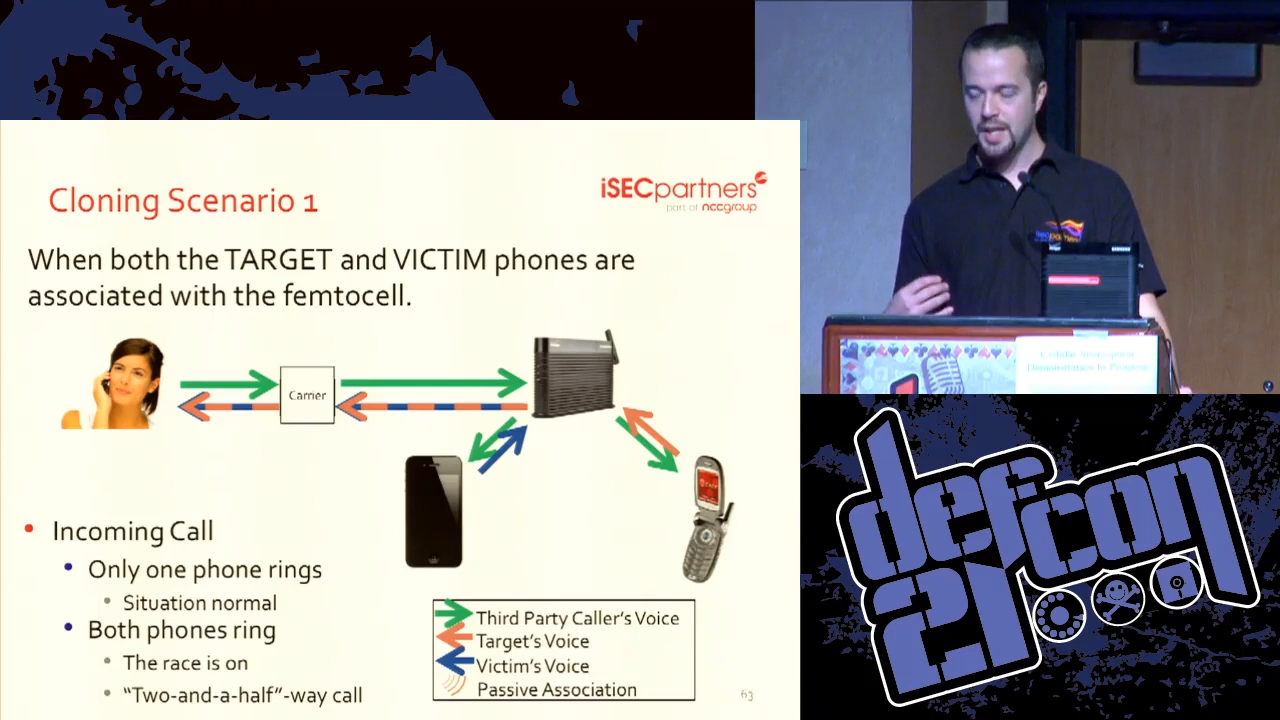 Cloning Scenario 1
iSECpartners
part of nccgroup
When both the TARGET and VICTIM phones are
associated with the femtocell.
Carrier
• Incoming Call
• Only one phone rings
• Situation normal
• Both phones ring
• The race is on
• “Two-and-a-half”-way call
Third Party Caller's Voice
Target's Voice
Victim's Voice
Passive Association
63
defcon
21